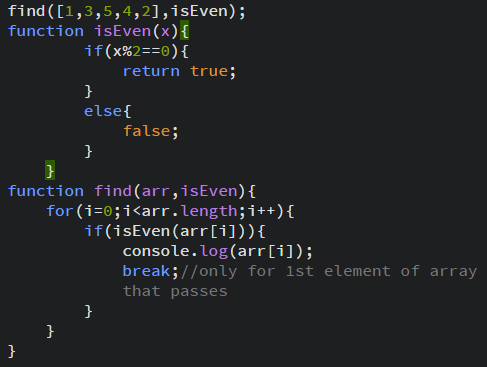 find([1,3,5,4,2],isEven);
function isEven(x){
        if(x%2==0){
            return true;
        }
        else{
            false;
        }
    }
function find(arr,isEven){
    for(i=0;i<arr.length;i++){
        if(isEven(arr[i])){
            console.log(arr[i]);
            break;//only for 1st element of array
            that passes
        }
    }
}